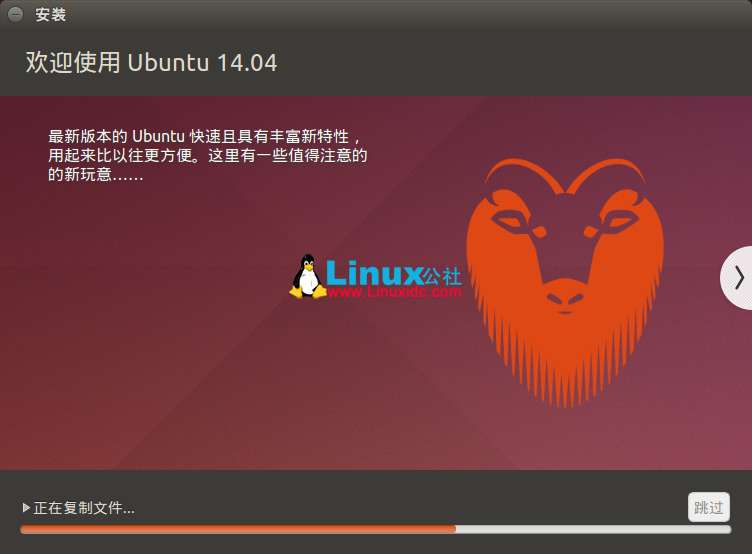 安装
欢迎使用 Ubuntu 14.04
最新版本的 Ubuntu 快速且具有丰富新特性，
用起来比以往更方便。这里有一些值得注意的
的新玩意……
Linux公社
www.Linuxidc.com
正在复制文件...
跳过